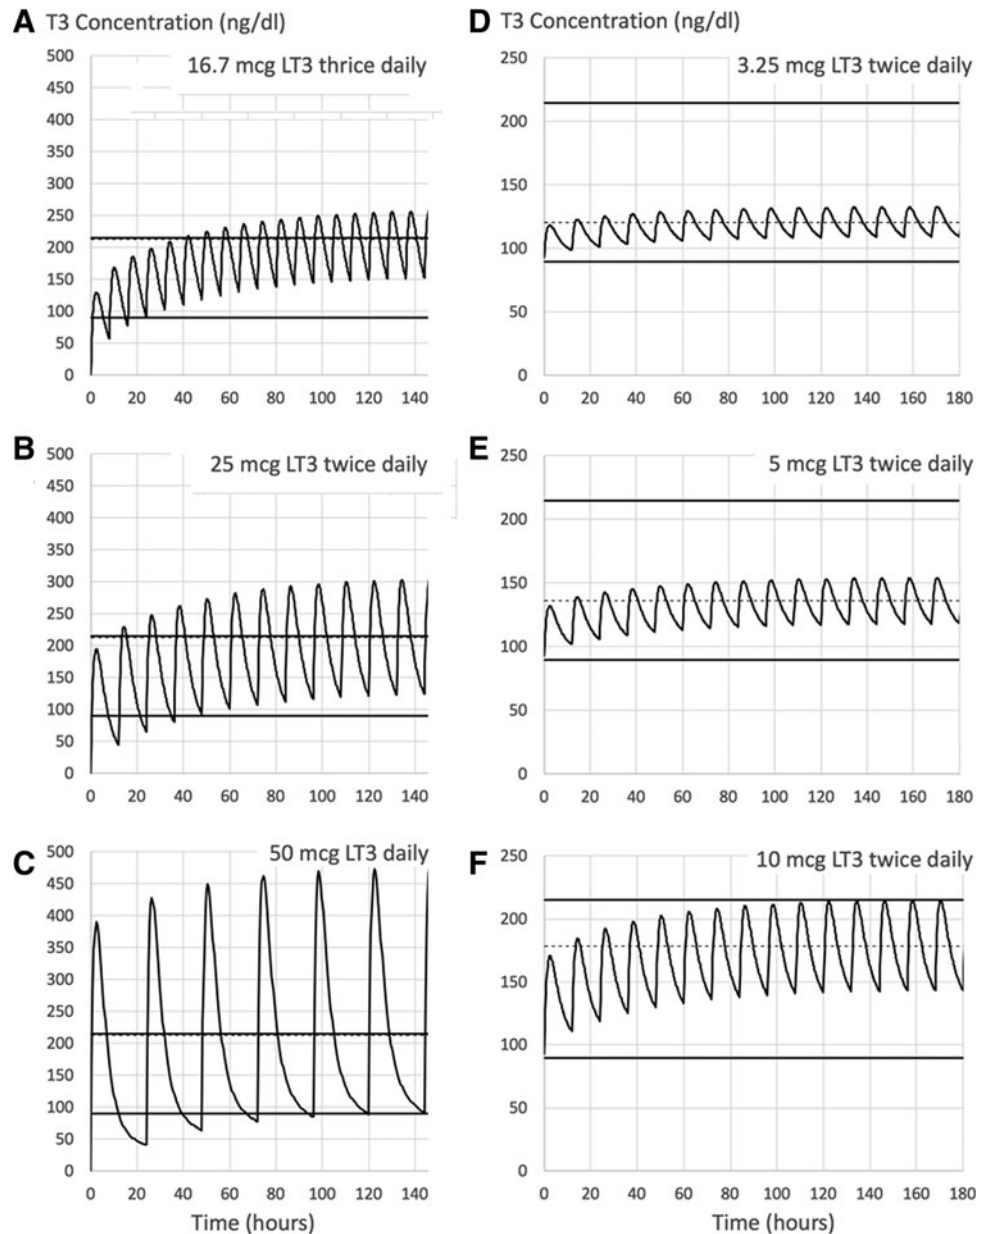 A T3 Concentration (ng/dl)
16.7 mcg LT3 thrice daily
500
450
400
350
300
250
200
150
100
50
0
0 20 40 60 80 100 120 140
B
25 mcg LT3 twice daily
500
450
400
350
300
250
200
150
100
50
0
0 20 40 60 80 100 120 140
C
50 mcg LT3 daily
500
450
400
350
300
250
200
150
100
50
0
0 20 40 60 80 100 120 140
Time (hours)
D T3 Concentration (ng/dl)
3.25 mcg LT3 twice daily
250
200
150
100
50
0
0 20 40 60 80 100 120 140 160 180
E
5 mcg LT3 twice daily
250
200
150
100
50
0
0 20 40 60 80 100 120 140 160 180
F
10 mcg LT3 twice daily
250
200
150
100
50
0
0 20 40 60 80 100 120 140 160 180
Time (hours)